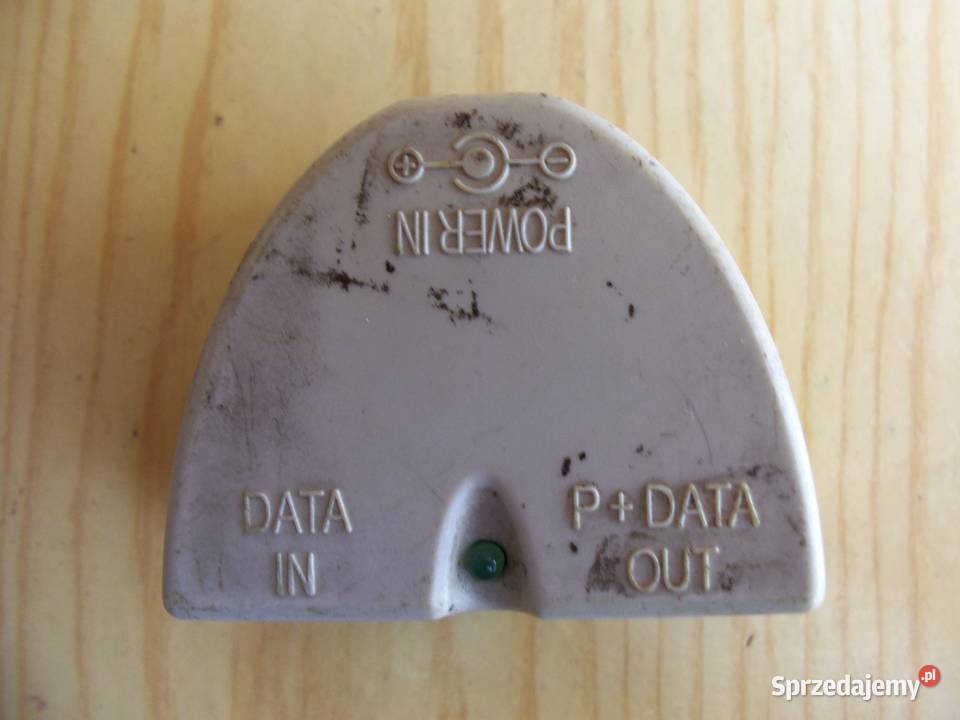 POWER IN
DATA
IN
P+DATA
OUT
Sprzedajemy.pl